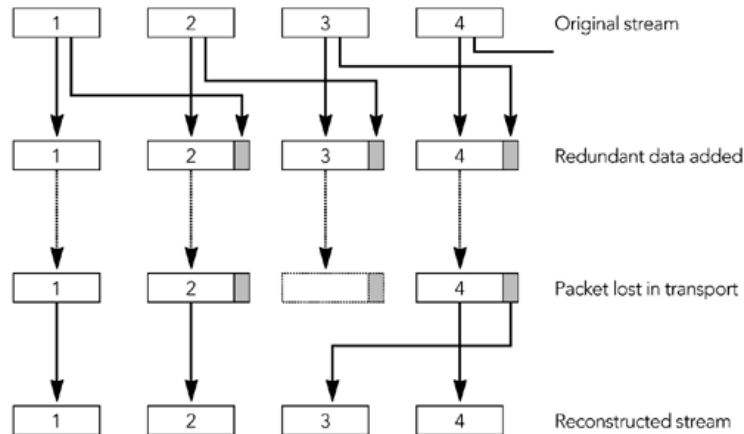 1 2 3 4 Original stream
1 2 3 4 Redundant data added
1 2 4 Packet lost in transport
1 2 3 4 Reconstructed stream